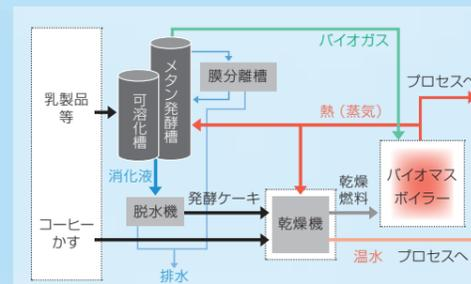 バイオガス
メタン発酵槽
可溶化槽
膜分離槽
乳製品
等
プロセスへ
熱（蒸気）
消化液
バイオマス
ボイラー
脱水機
発酵ケーキ
乾燥機
乾燥
燃料
コーヒー
かす
排水
温水
プロセスへ